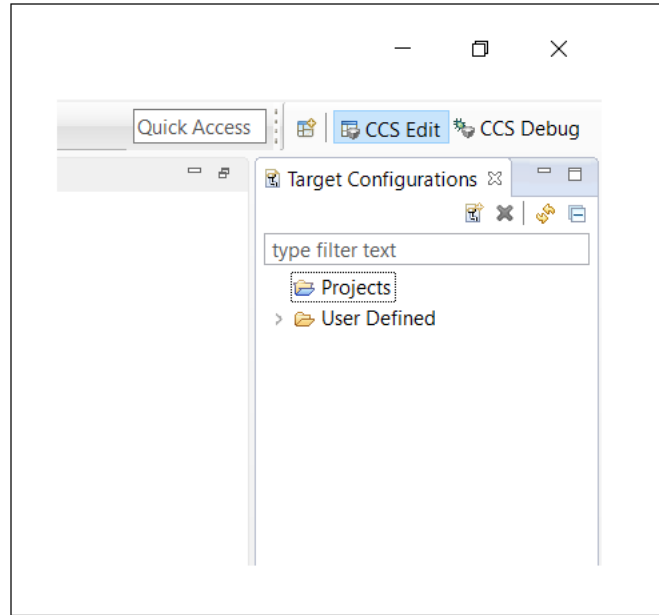 Quick Access
CCS Edit
CCS Debug
Target Configurations
type filter text
Projects
User Defined